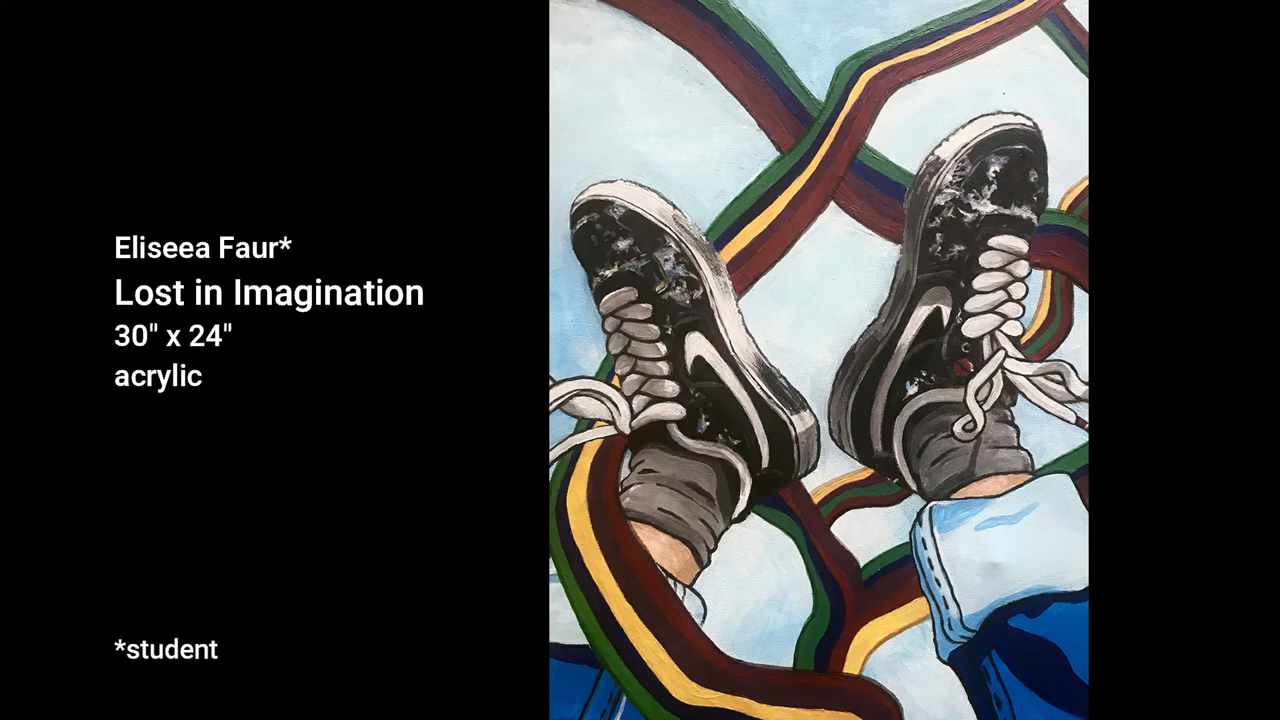 Eliseea Faur*
Lost in Imagination
30" x 24"
acrylic
*student